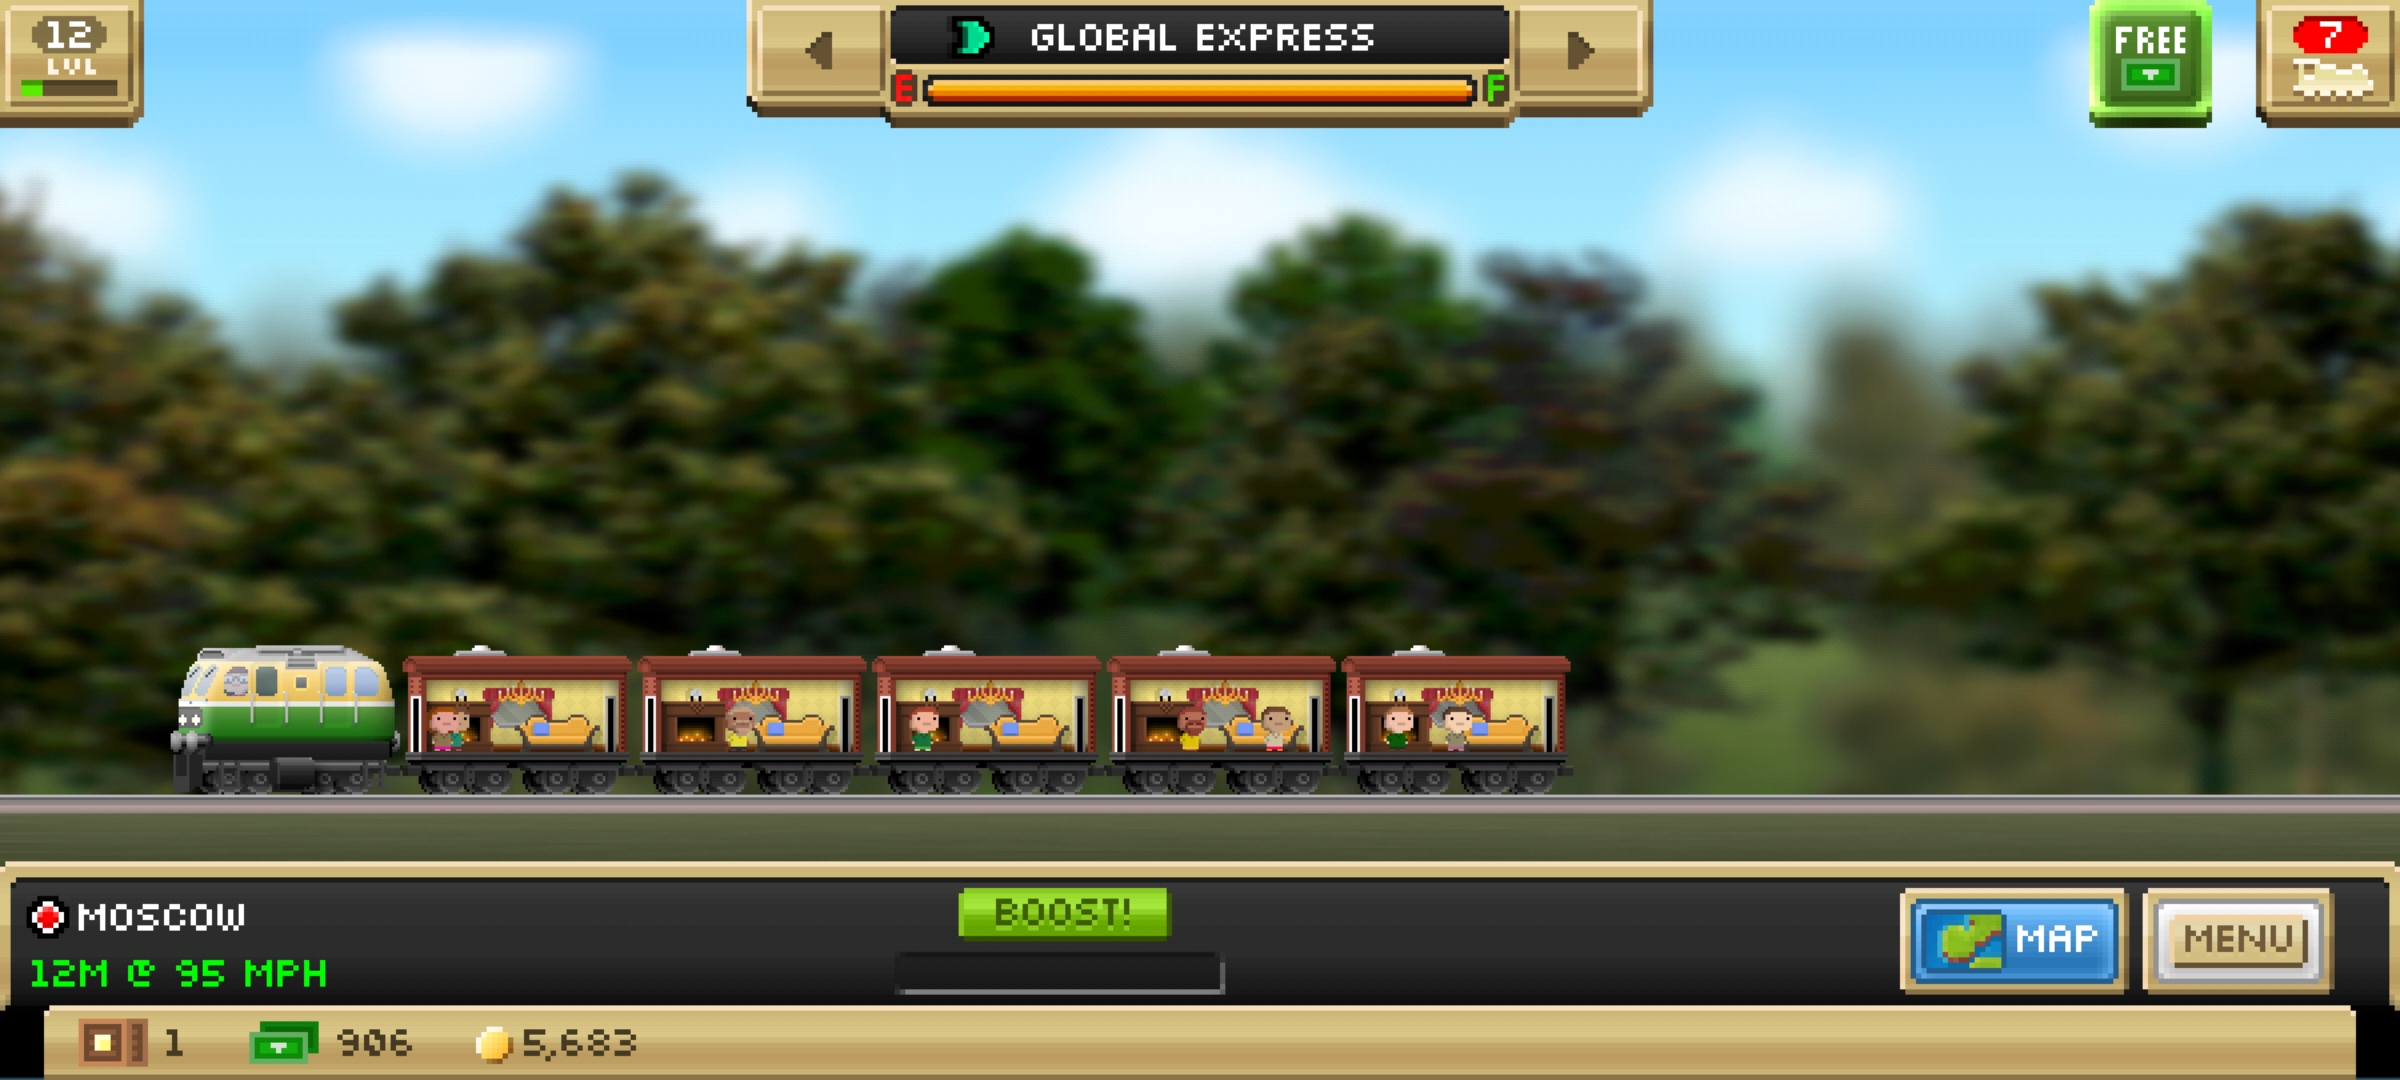 12
LVL
GLOBAL EXPRESS
E
F
FREE
7
MOSCOW
12M @ 95 MPH
BOOST!
MAP
MENU
1
906
5,683